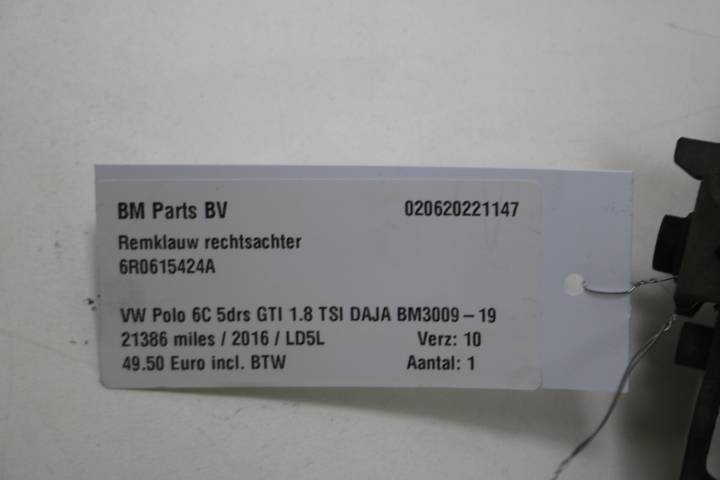 BM Parts BV 020620221147
Remklauw rechtsachter
6R0615424A
VW Polo 6C 5drs GTI 1.8 TSI DAJA BM3009-19
21386 miles / 2016 / LD5L Verz: 10
49.50 Euro incl. BTW Aantal: 1